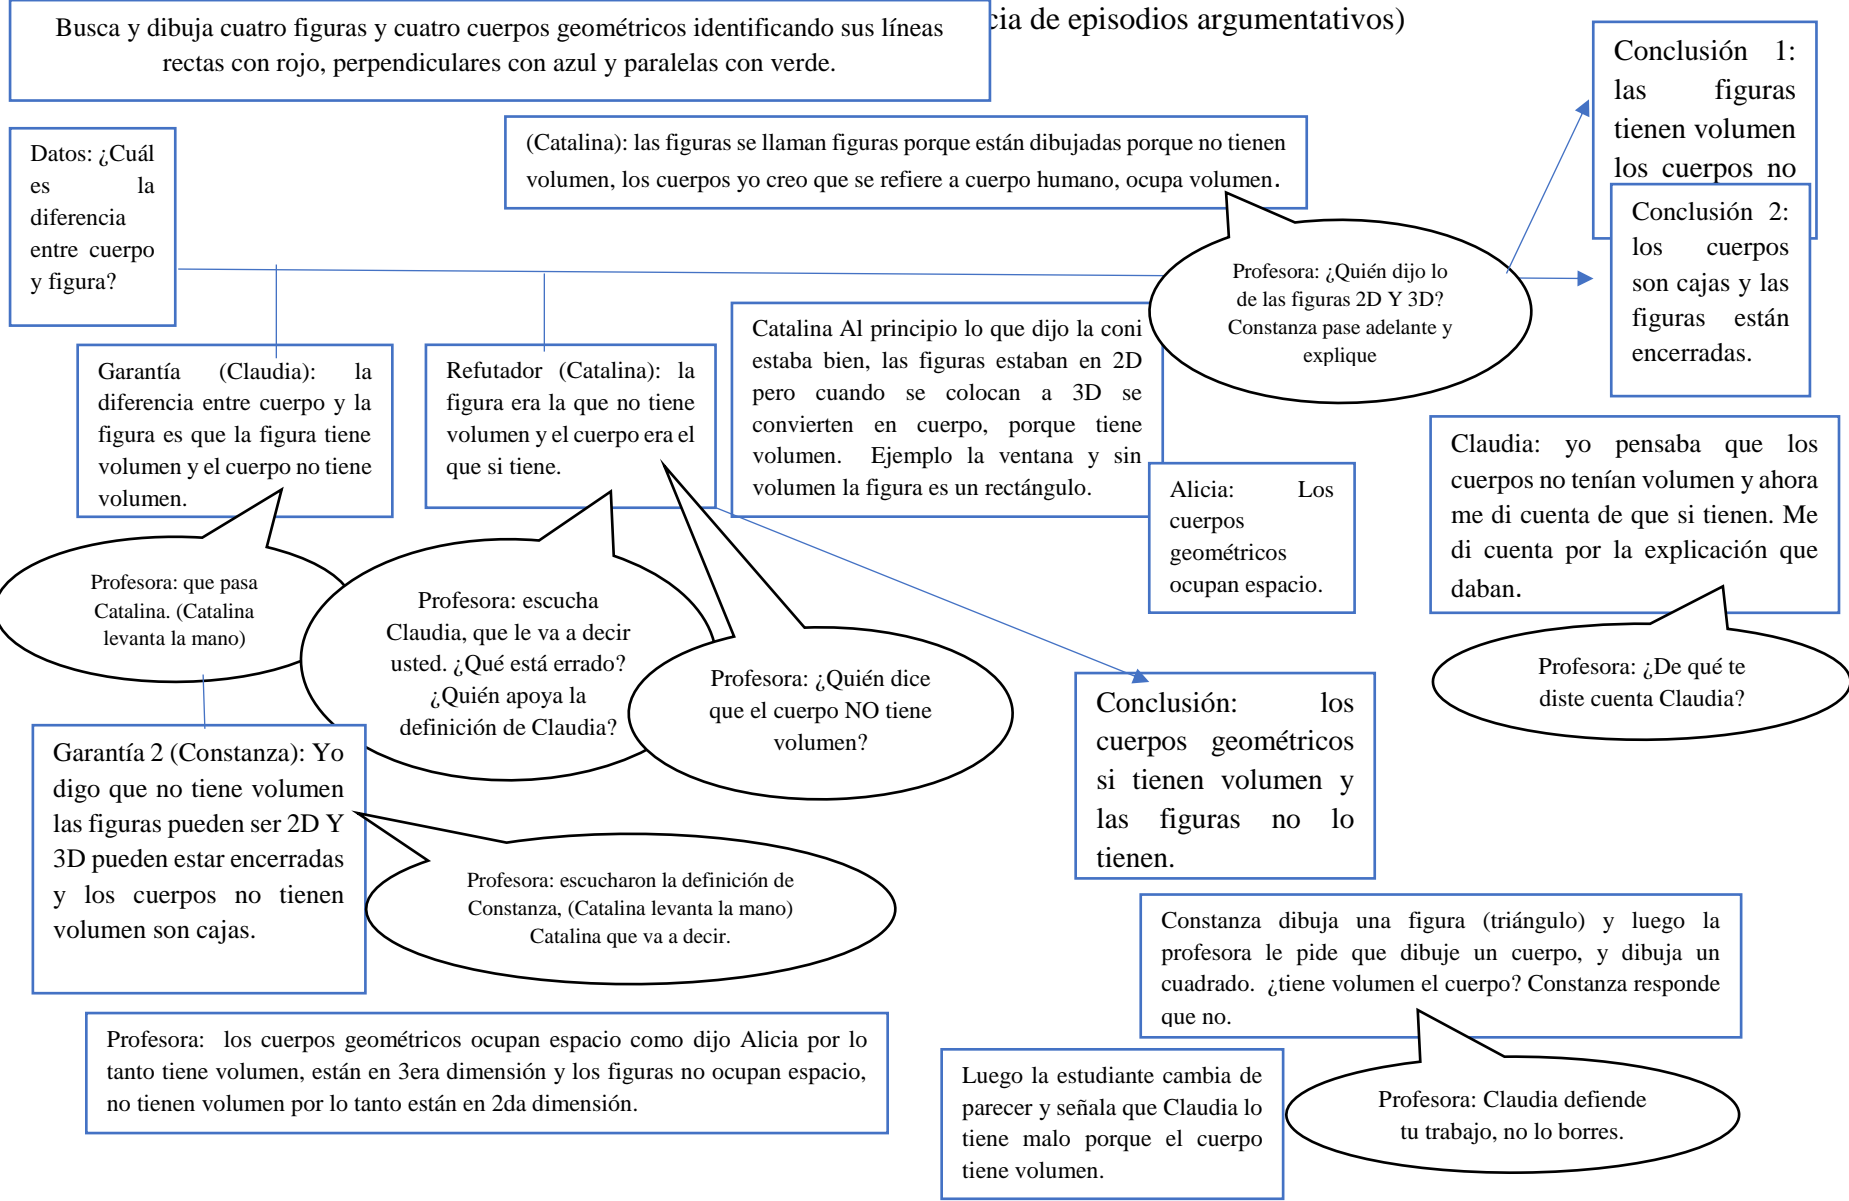 Busca y dibuja cuatro figuras y cuatro cuerpos geométricos identificando sus líneas
rectas con rojo, perpendiculares con azul y paralelas con verde.
de episodios argumentativos)
Conclusión 1:
las figuras
tienen volumen
los cuerpos no
Datos: ¿Cuál
es la
diferencia
entre cuerpo
y figura?
(Catalina): las figuras se llaman figuras porque están dibujadas porque no tienen
volumen, los cuerpos yo creo que se refiere a cuerpo humano, ocupa volumen.
Conclusión 2:
los cuerpos
son cajas y las
figuras están
encerradas.
Profesora: ¿Quién dijo lo
de las figuras 2D Y 3D?
Constanza pase adelante y
explique
Garantía (Claudia): la
diferencia entre cuerpo y la
figura es que la figura tiene
volumen y el cuerpo no tiene
volumen.
Refutador (Catalina): la
figura era la que no tiene
volumen y el cuerpo era el
que si tiene.
Catalina Al principio lo que dijo la coni
estaba bien, las figuras estaban en 2D
pero cuando se colocan a 3D se
convierten en cuerpo, porque tiene
volumen. Ejemplo la ventana y sin
volumen la figura es un rectángulo.
Alicia: Los
cuerpos
geométricos
ocupan espacio.
Claudia: yo pensaba que los
cuerpos no tenían volumen y ahora
me di cuenta de que si tienen. Me
di cuenta por la explicación que
daban.
Profesora: que pasa
Catalina. (Catalina
levanta la mano)
Profesora: escucha
Claudia, que le va a decir
usted. ¿Qué está errado?
¿Quién apoya la
definición de Claudia?
Profesora: ¿Quién dice
que el cuerpo NO tiene
volumen?
Profesora: ¿De qué te
diste cuenta Claudia?
Conclusión: los
cuerpos geométricos
si tienen volumen y
las figuras no lo
tienen.
Garantía 2 (Constanza): Yo
digo que no tiene volumen
las figuras pueden ser 2D Y
3D pueden estar encerradas
y los cuerpos no tienen
volumen son cajas.
Profesora: escucharon la definición de
Constanza, (Catalina levanta la mano)
Catalina que va a decir.
Constanza dibuja una figura (triángulo) y luego la
profesora le pide que dibuje un cuerpo, y dibuja un
cuadrado. ¿tiene volumen el cuerpo? Constanza responde
que no.
Profesora: los cuerpos geométricos ocupan espacio como dijo Alicia por lo
tanto tiene volumen, están en 3era dimensión y los figuras no ocupan espacio,
no tienen volumen por lo tanto están en 2da dimensión.
Luego la estudiante cambia de
parecer y señala que Claudia lo
tiene malo porque el cuerpo
tiene volumen.
Profesora: Claudia defiende
tu trabajo, no lo borres.